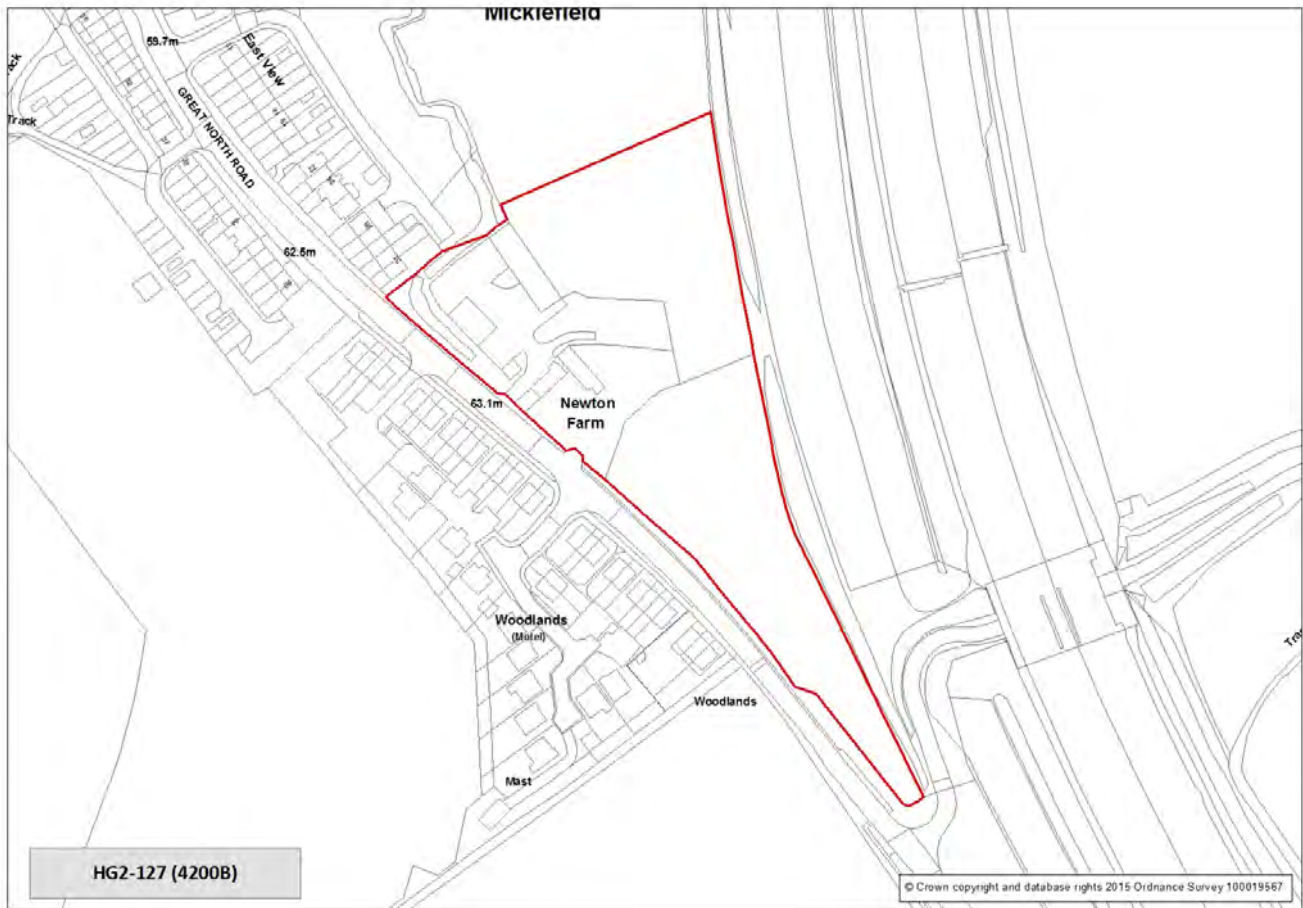 Micklefield
59.7m
East View
Track
GREAT NORTH ROAD
62.5m
63.1m
Newton
Farm
Woodlands
(Motel)
Woodlands
Mast
HG2-127 (4200B)
© Crown copyright and database rights 2015 Ordnance Survey 100019567